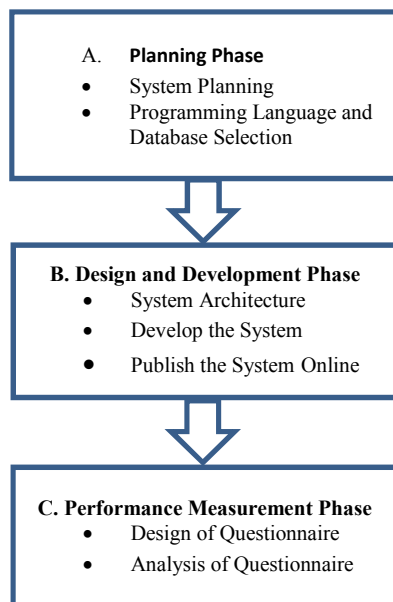 A. Planning Phase
• System Planning
• Programming Language and
Database Selection
B. Design and Development Phase
• System Architecture
• Develop the System
• Publish the System Online
C. Performance Measurement Phase
• Design of Questionnaire
• Analysis of Questionnaire